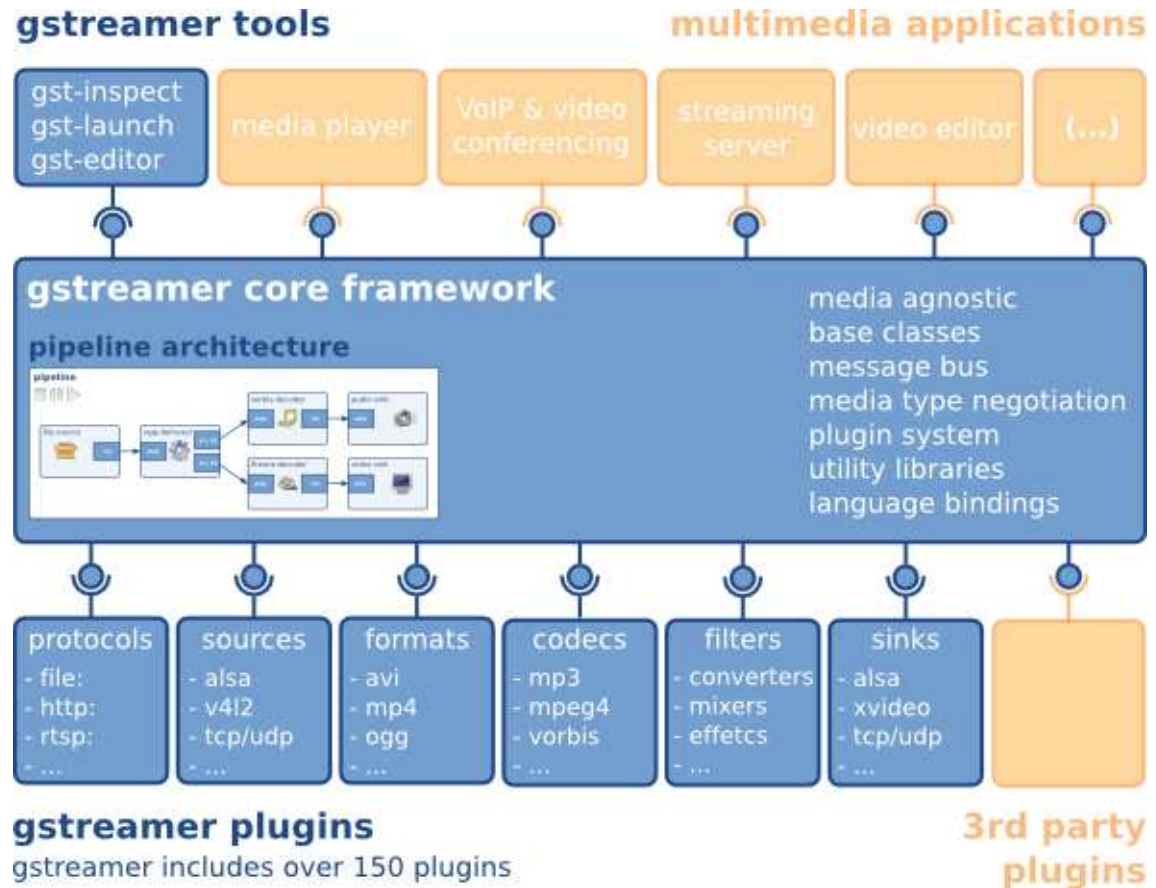 gstreamer tools
multimedia applications
gst-inspect
gst-launch
gst-editor
media player
VoIP & video
conferencing
streaming
server
video editor
(...)
gstreamer core framework
pipeline architecture
pipeline
media agnostic
base classes
message bus
media type negotiation
plugin system
utility libraries
language bindings
protocols
- file:
- http:
- rtsp:
- ...
sources
- alsa
- v4l2
- tcp/udp
- ...
formats
- avi
- mp4
- ogg
- ...
codecs
- mp3
- mpeg4
- vorbis
- ...
filters
- converters
- mixers
- effetcs
- ...
sinks
- alsa
- xvideo
- tcp/udp
- ...
gstreamer plugins
gstreamer includes over 150 plugins
3rd party
plugins